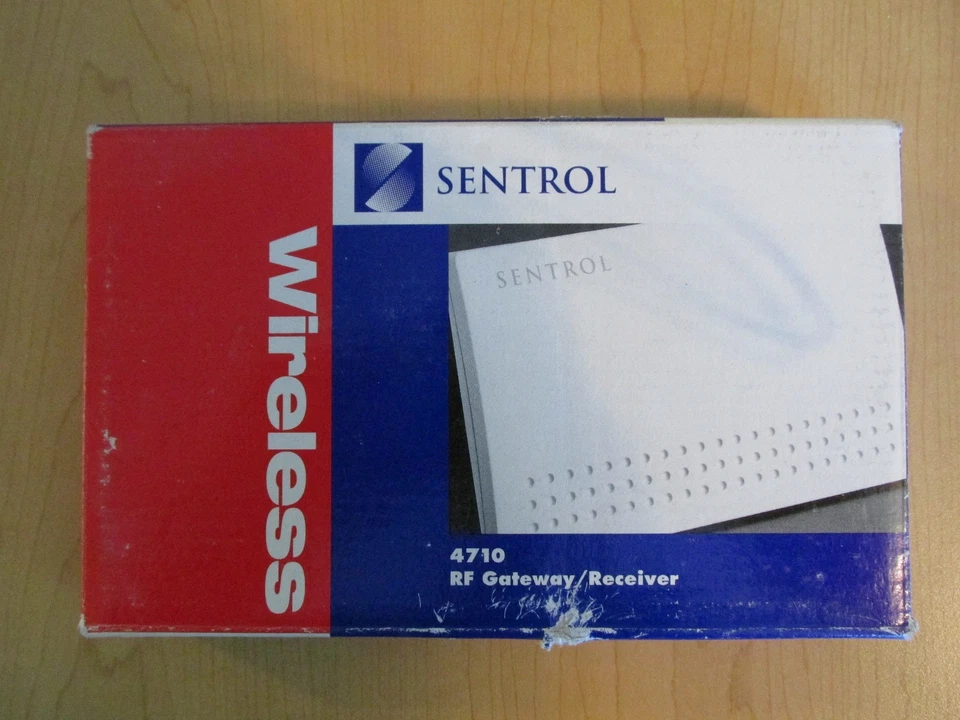 SENTROL
Wireless
SENTROL
4710
RF Gateway/Receiver